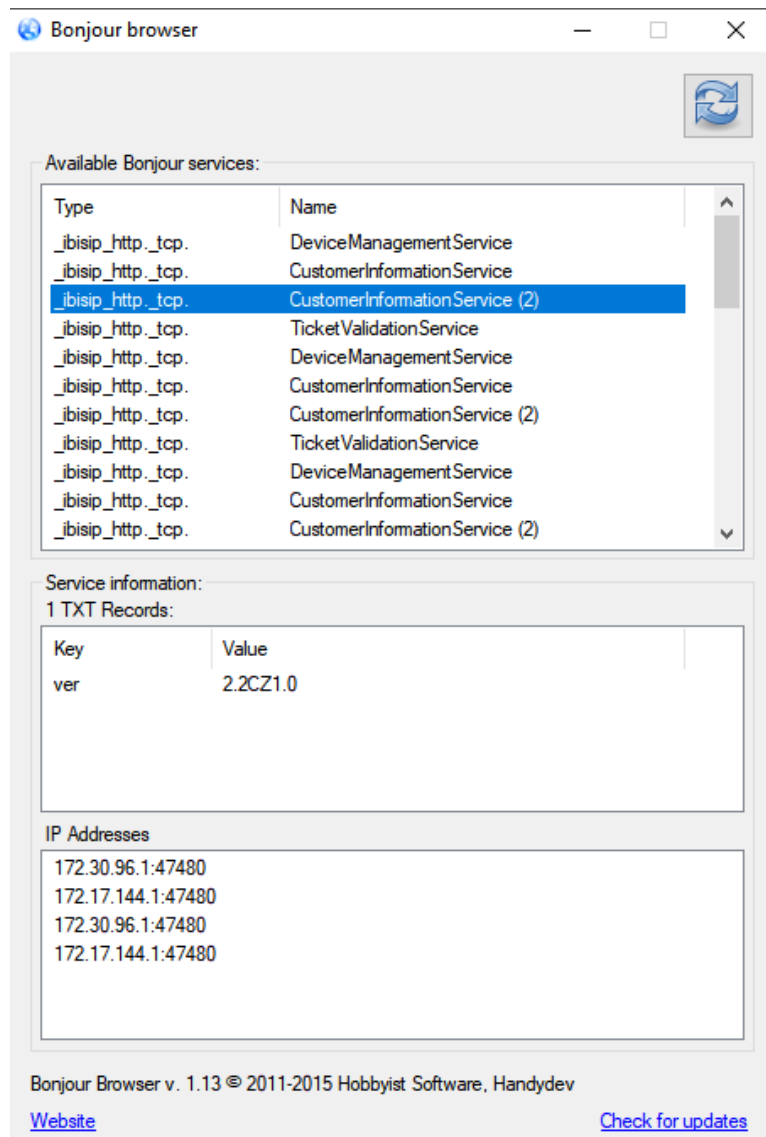 Bonjour browser
Available Bonjour services:
Type Name
_ibisip_http._tcp. DeviceManagementService
_ibisip_http._tcp. CustomerInformationService
_ibisip_http._tcp. CustomerInformationService (2)
_ibisip_http._tcp. TicketValidationService
_ibisip_http._tcp. DeviceManagementService
_ibisip_http._tcp. CustomerInformationService
_ibisip_http._tcp. CustomerInformationService (2)
_ibisip_http._tcp. TicketValidationService
_ibisip_http._tcp. DeviceManagementService
_ibisip_http._tcp. CustomerInformationService
_ibisip_http._tcp. CustomerInformationService (2)
Service information:
1 TXT Records:
Key Value
ver 2.2CZ1.0
IP Addresses
172.30.96.1:47480
172.17.144.1:47480
172.30.96.1:47480
172.17.144.1:47480
Bonjour Browser v. 1.13 © 2011-2015 Hobbyist Software, Handydev
Website Check for updates